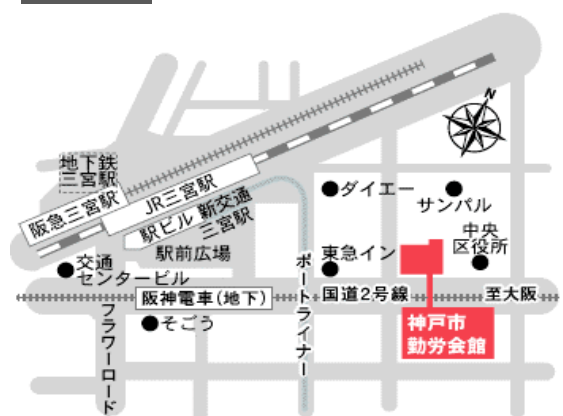 N
地下鉄
三宮駅
阪急三宮駅
JR三宮駅
駅ビル
新交通
三宮駅
駅前広場
ダイエー
サンパル
中央
区役所
東急イン
交通
センタービル
阪神電車(地下)
国道2号線
至大阪
そごう
フラワーロード
ポートライナー
神戸市
勤労会館